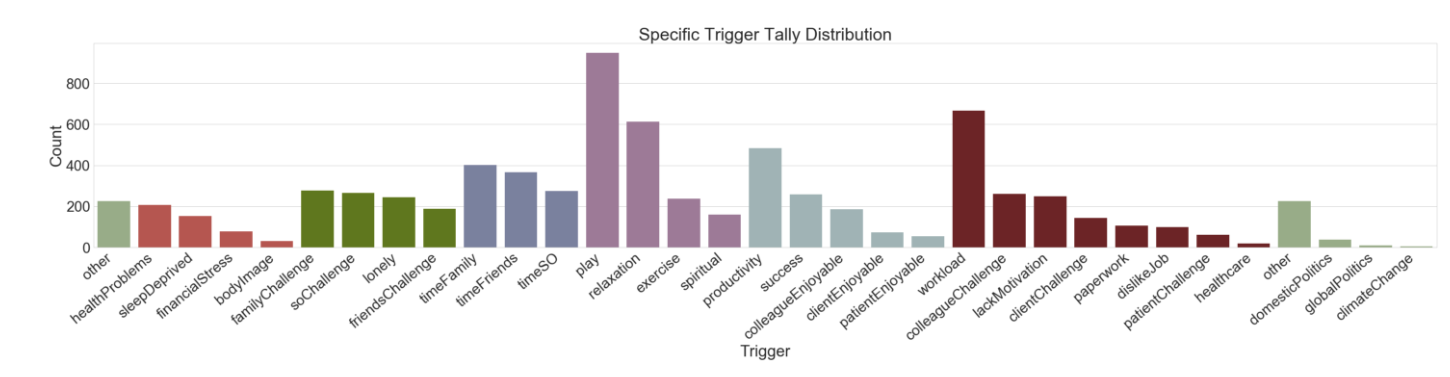 Specific Trigger Tally Distribution
Count
800
600
400
200
0
other
healthProblems
sleepDeprived
financialStress
bodyImage
familyChallenge
soChallenge
lonely
friendsChallenge
timeFamily
timeFriends
timeSO
play
relaxation
exercise
spiritual
productivity
success
colleagueEnjoyable
clientEnjoyable
patientEnjoyable
workload
colleagueChallenge
lackMotivation
clientChallenge
paperwork
dislikeJob
patientChallenge
healthcare
other
domesticPolitics
globalPolitics
climateChange
Trigger